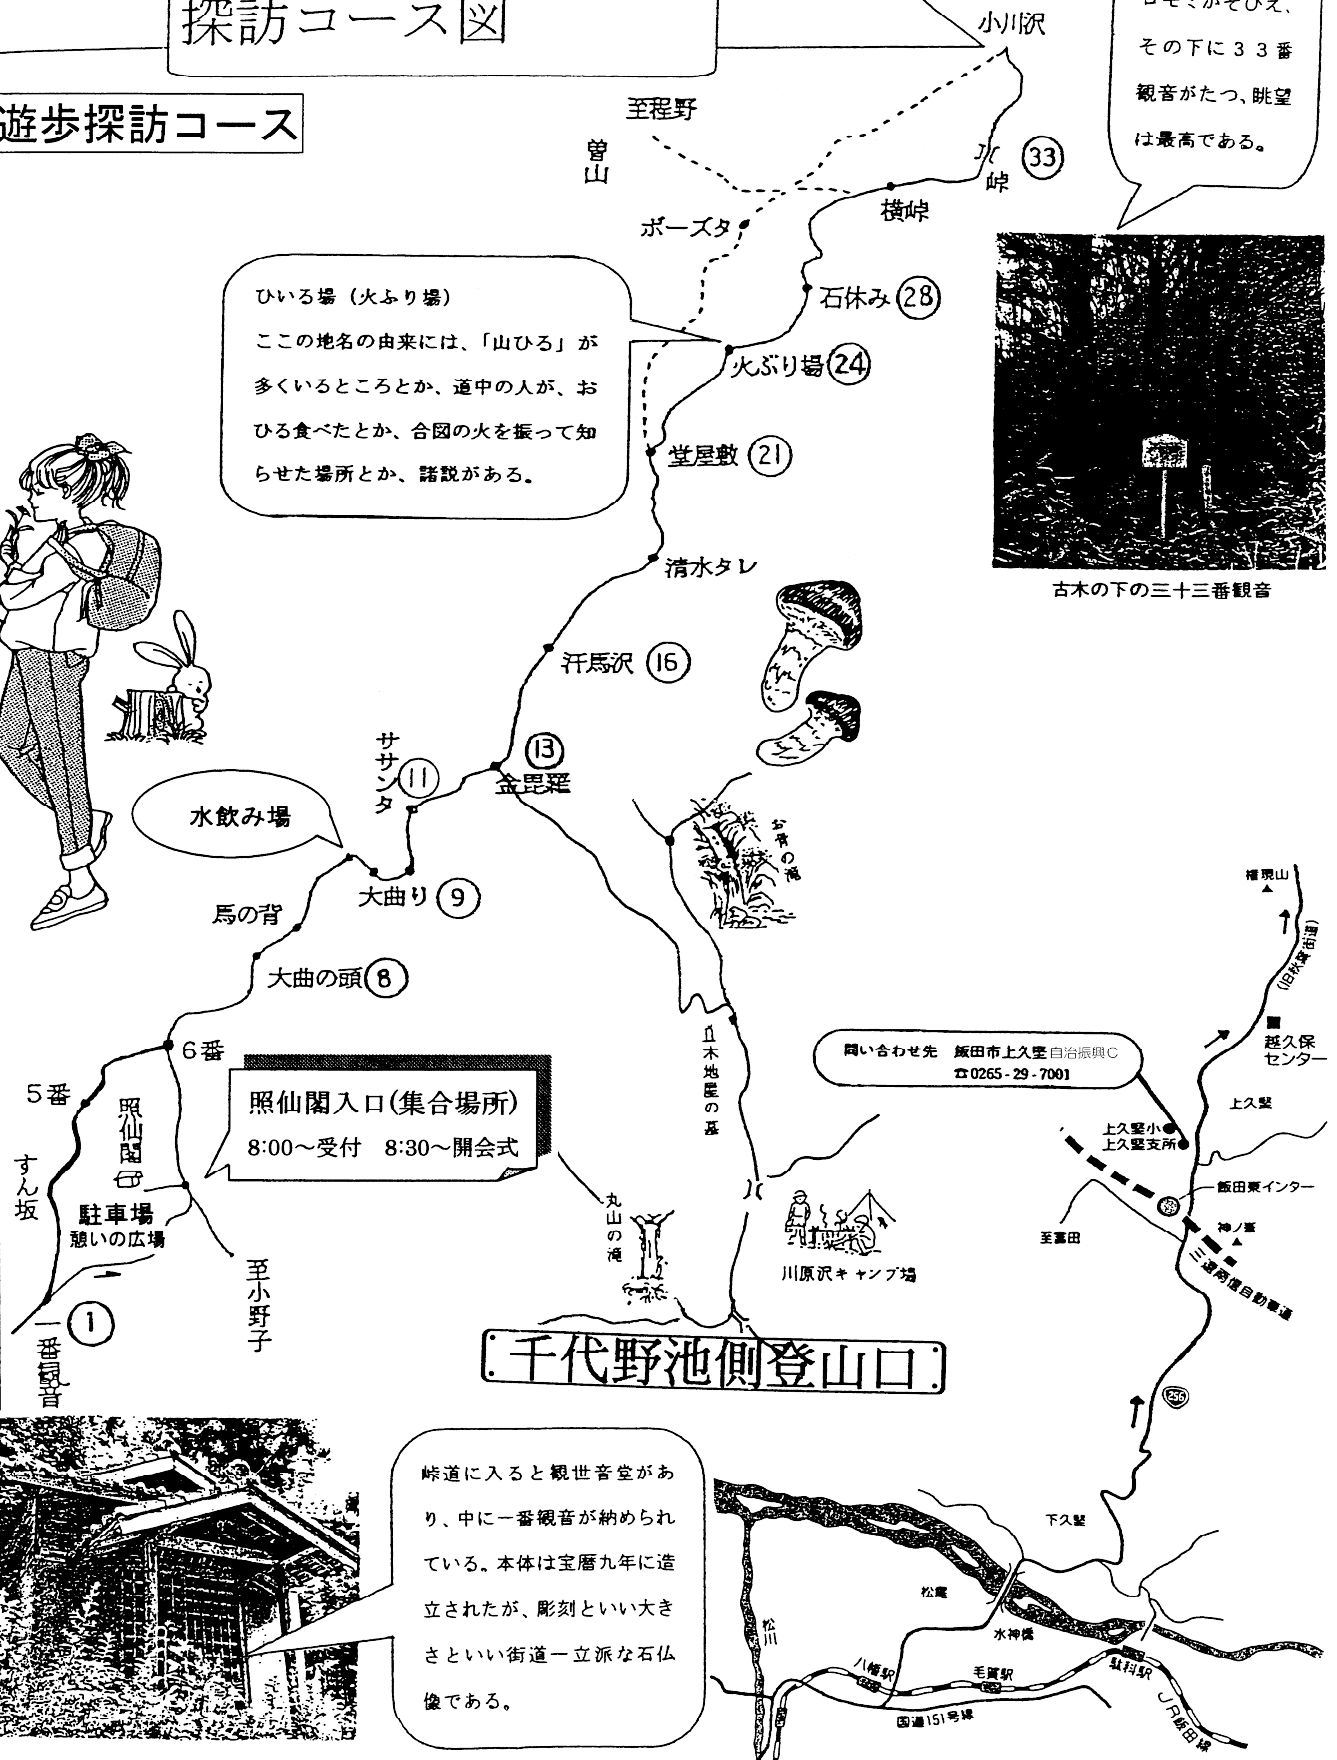 探訪コース図
遊歩探訪コース
小川沢
その下に33番
観音がたつ、眺望
は最高である。
至程野
曽山
33
峠
横峠
ボーズタ
石休み 28
ひいる場（火ふり場）
ここの地名の由来には、「山ひる」が
多くいるところとか、道中の人が、お
ひる食べたとか、合図の火を振って知
らせた場所とか、諸説がある。
火ぶり場 24
堂屋敷 21
清水タレ
古木の下の三十三番観音
汗馬沢 16
13
金毘羅
ササンタ
11
水飲み場
お骨の滝
大曲り 9
馬の背
大曲の頭 8
権現山
(旧秋葉街道)
6番
5番
照仙閣
照仙閣入口(集合場所)
8:00～受付 8:30～開会式
木地屋の墓
問い合わせ先 飯田市上久堅自治振興C
☎0265-29-7001
越久保
センター
上久堅
上久堅小
上久堅支所
飯田東インター
神ノ峯
三遠南信自動車道
至富田
すん坂
駐車場
憩いの広場
至小野子
丸山の滝
川原沢キャンプ場
1
一番観音
千代野池側登山口
256
峠道に入ると観世音堂があ
り、中に一番観音が納められ
ている。本体は宝暦九年に造
立されたが、彫刻といい大き
さといい街道一立派な石仏
像である。
下久堅
松尾
水神橋
松川
八幡駅
毛賀駅
駄科駅
国道151号線
JR飯田線